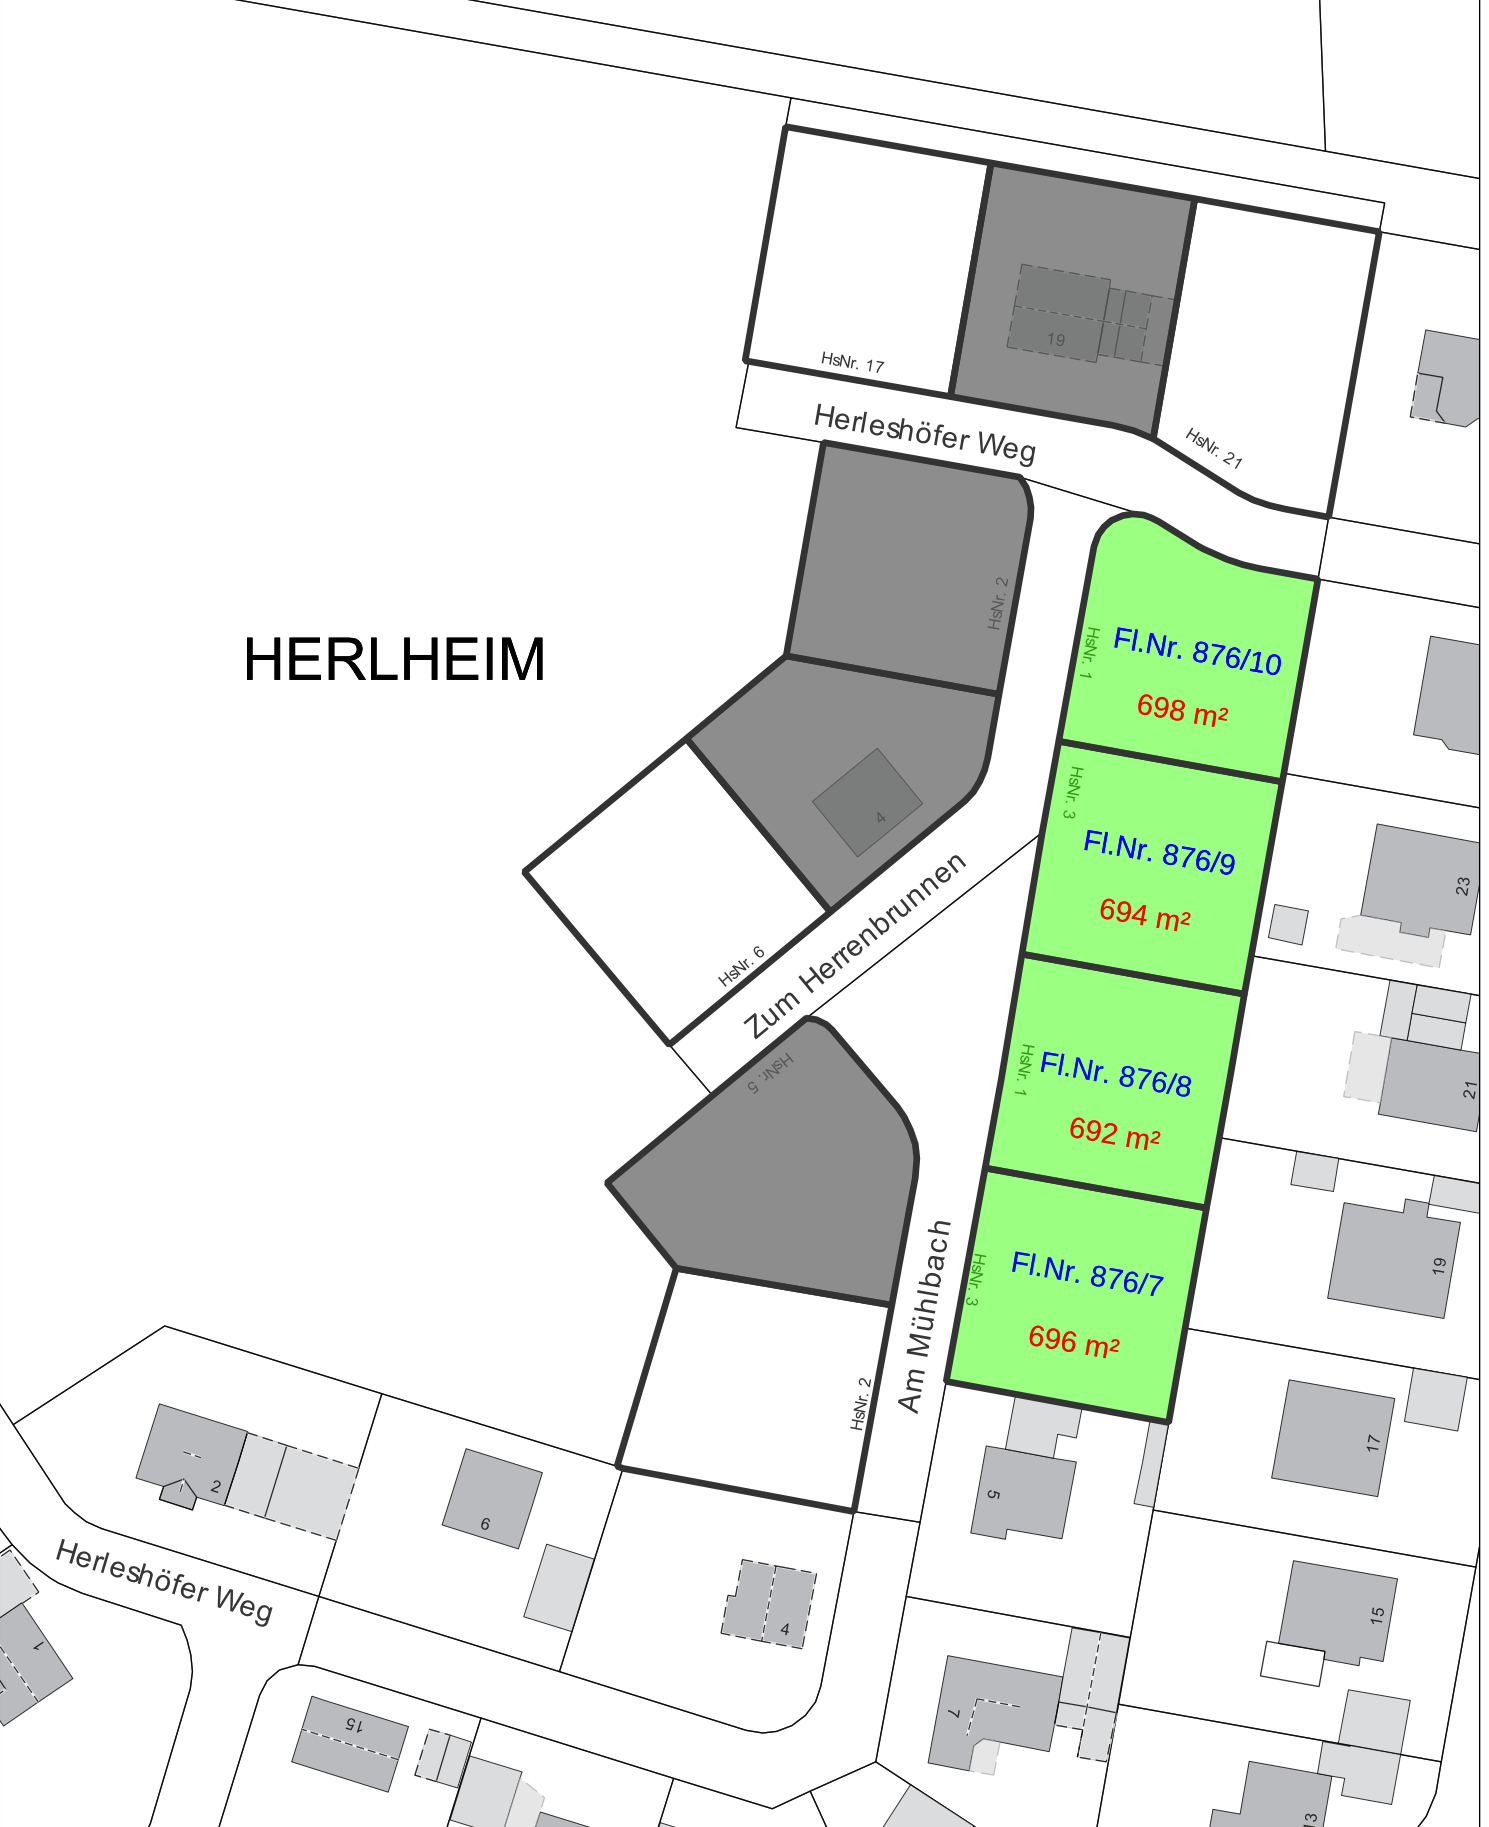 19
HsNr. 17
Herleshöfer Weg
HsNr. 21
HsNr. 2
HERLHEIM
HsNr. 1
Fl.Nr. 876/10
698 m²
HsNr. 3
4
Fl.Nr. 876/9
694 m²
23
HsNr. 6
Zum Herrenbrunnen
HsNr. 5
HsNr. 1
Fl.Nr. 876/8
692 m²
21
HsNr. 3
Fl.Nr. 876/7
696 m²
19
Am Mühlbach
HsNr. 2
17
2
6
5
Herleshöfer Weg
4
15
1
7
15
13